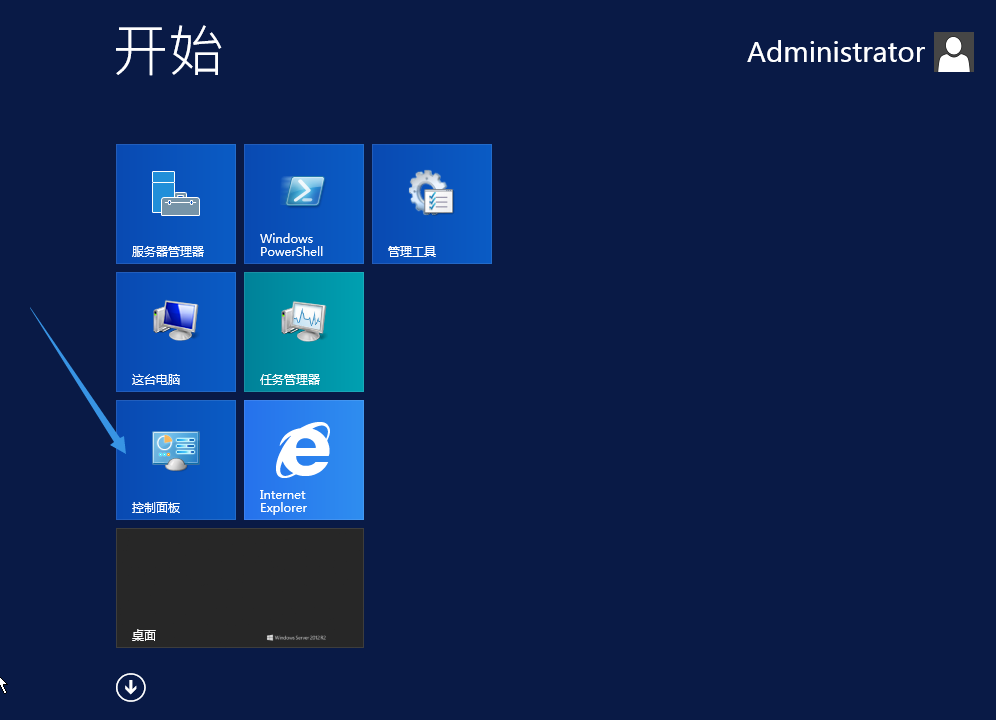 开始
Administrator
服务器管理器
Windows
PowerShell
管理工具
这台电脑
任务管理器
控制面板
Internet
Explorer
桌面
Windows Server 2012 R2